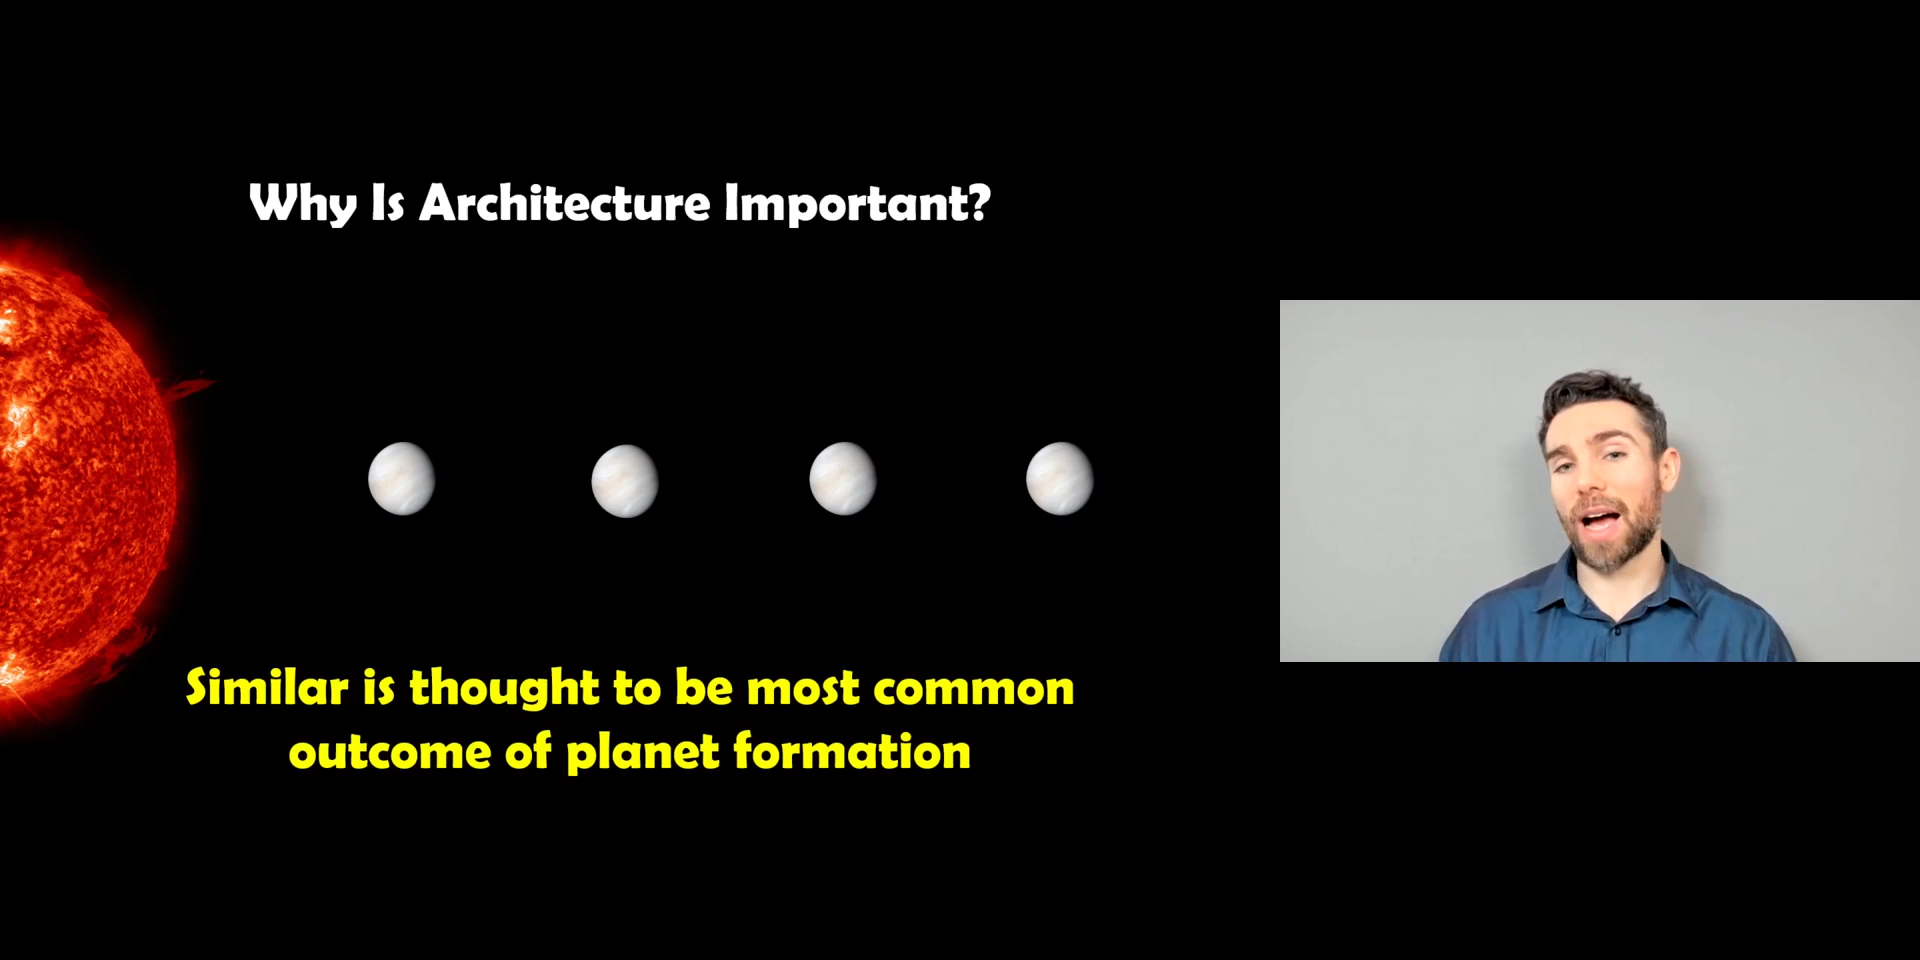 Why Is Architecture Important?
Similar is thought to be most common
outcome of planet formation